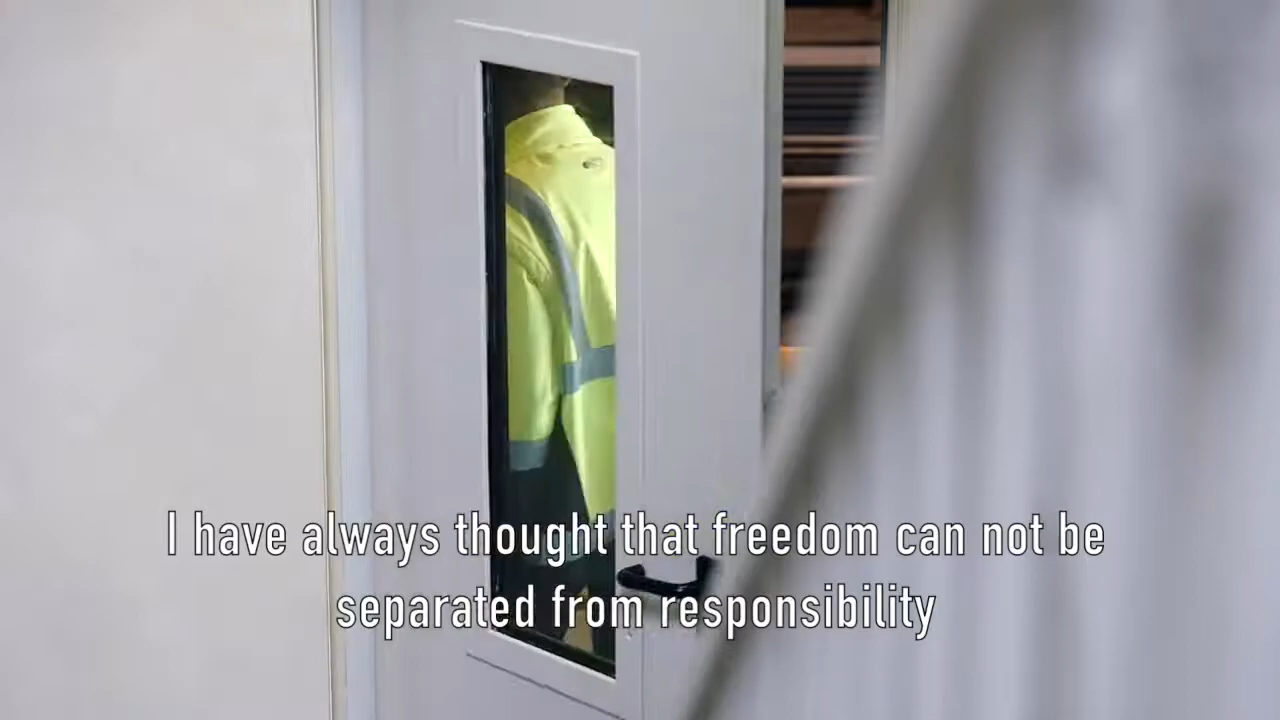 I have always thought that freedom can not be
separated from responsibility